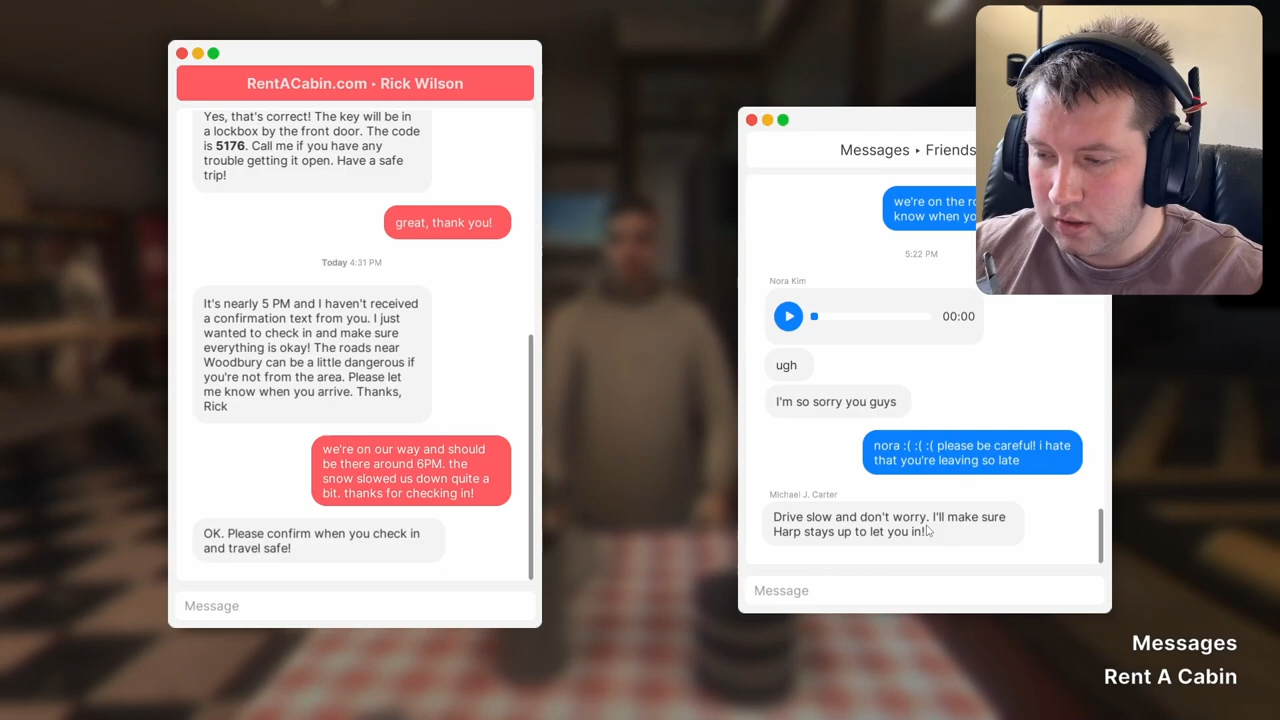 RentACabin.com ‣ Rick Wilson
Yes, that's correct! The key will be in
a lockbox by the front door. The code
is 5176. Call me if you have any
trouble getting it open. Have a safe
trip!
great, thank you!
Today 4:31 PM
It's nearly 5 PM and I haven't received
a confirmation text from you. I just
wanted to check in and make sure
everything is okay! The roads near
Woodbury can be a little dangerous if
you're not from the area. Please let
me know when you arrive. Thanks,
Rick
we're on our way and should
be there around 6PM. the
snow slowed us down quite a
bit. thanks for checking in!
OK. Please confirm when you check in
and travel safe!
Message
Messages ‣ Friends
we're on the
know when
5:22 PM
Nora Kim
00:00
ugh
I'm so sorry you guys
nora :( :( :( please be careful! i hate
that you're leaving so late
Michael J. Carter
Drive slow and don't worry. I'll make sure
Harp stays up to let you in!
Message
Messages
Rent A Cabin